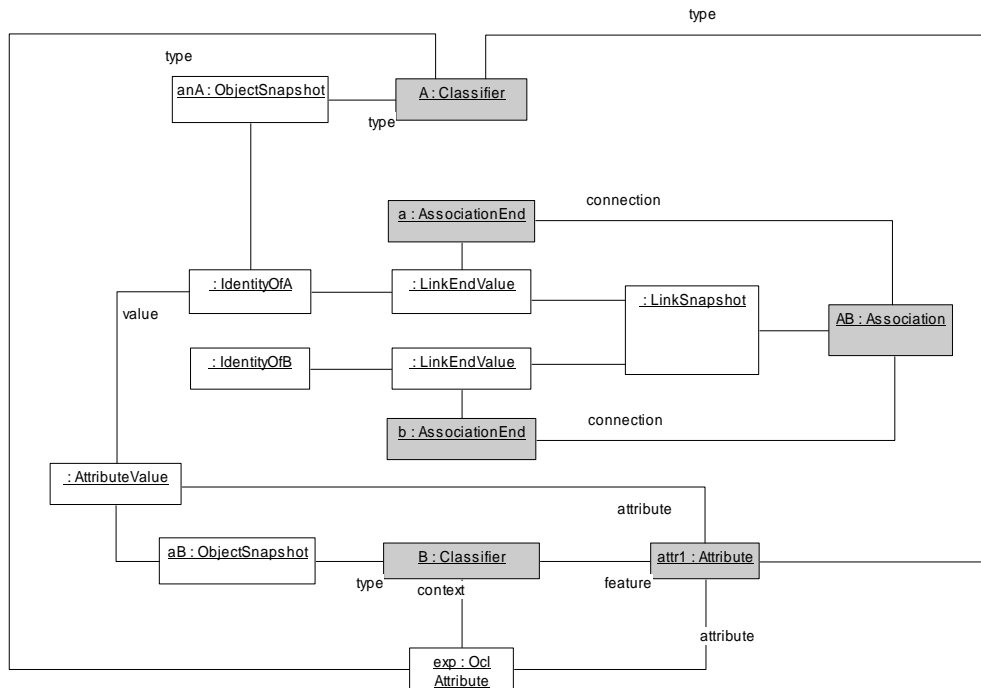 type
type
anA : ObjectSnapshot
A : Classifier
type
connection
a : AssociationEnd
: IdentityOfA
: LinkEndValue
: LinkSnapshot
AB : Association
value
: IdentityOfB
: LinkEndValue
b : AssociationEnd
connection
: AttributeValue
attribute
aB : ObjectSnapshot
B : Classifier
attr1 : Attribute
type
context
feature
attribute
exp : Ocl
Attribute